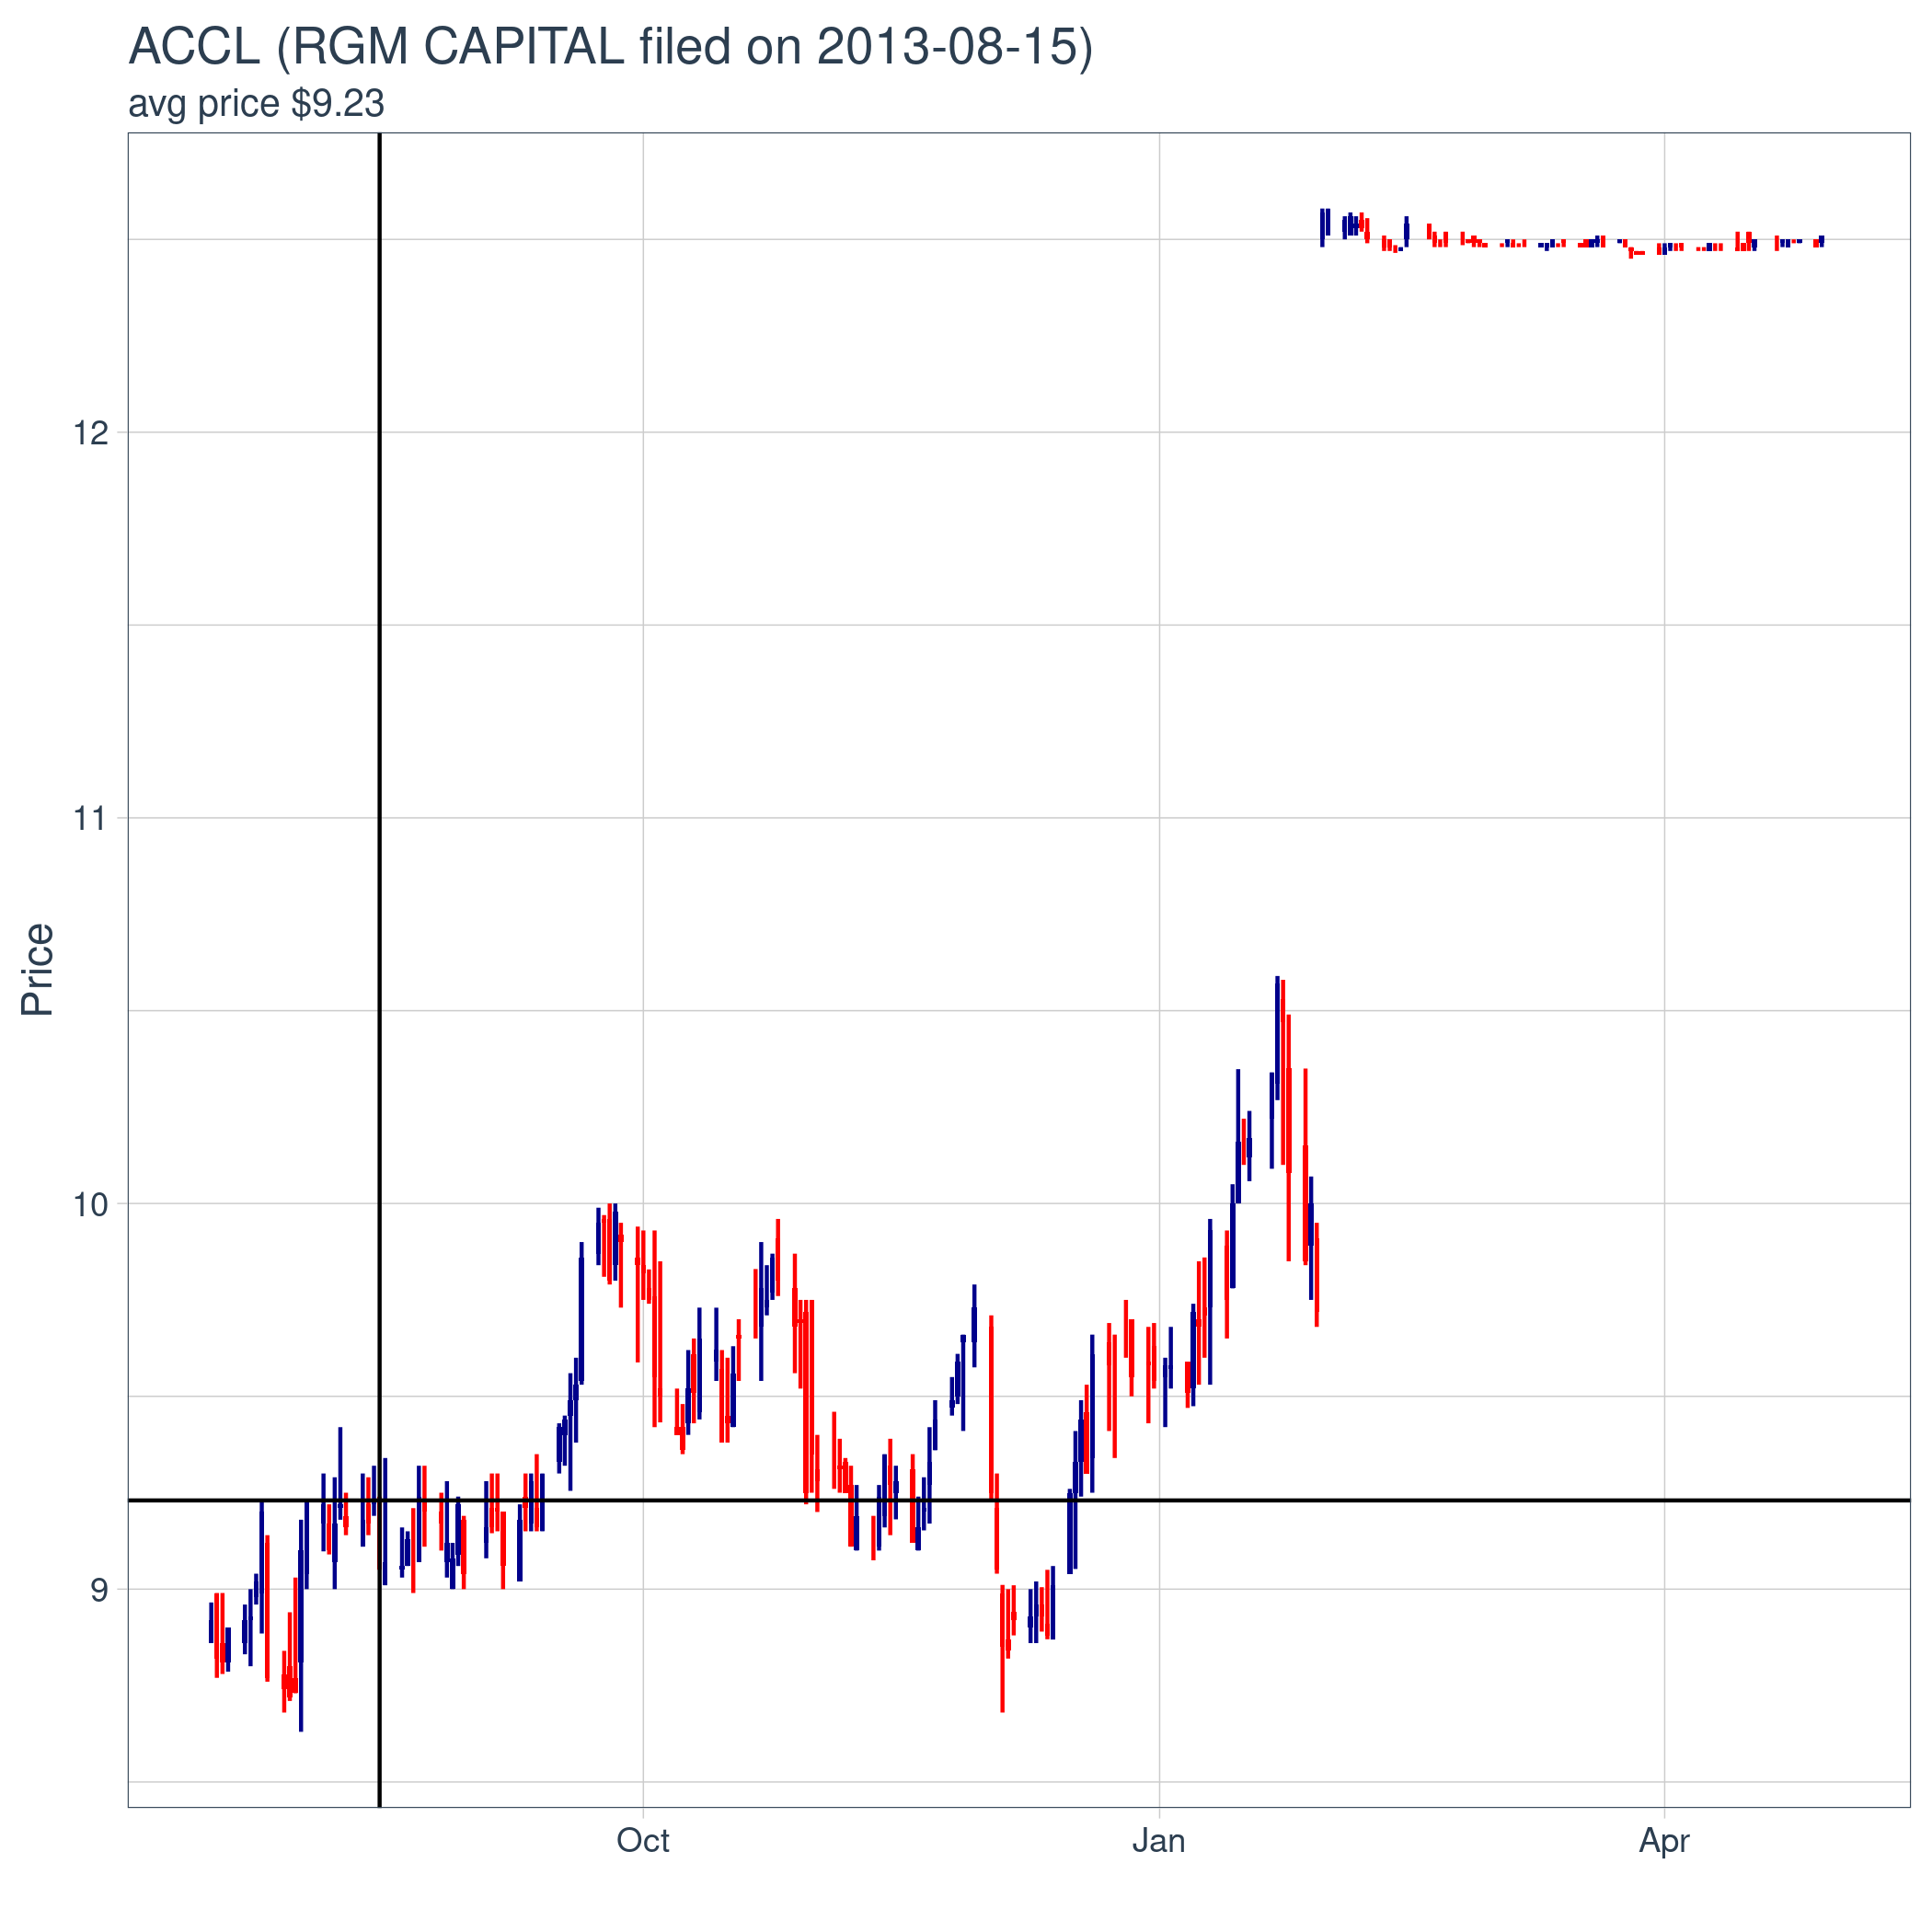 ACCL (RGM CAPITAL filed on 2013-08-15)
avg price $9.23
Price
12
11
10
9
Oct Jan Apr